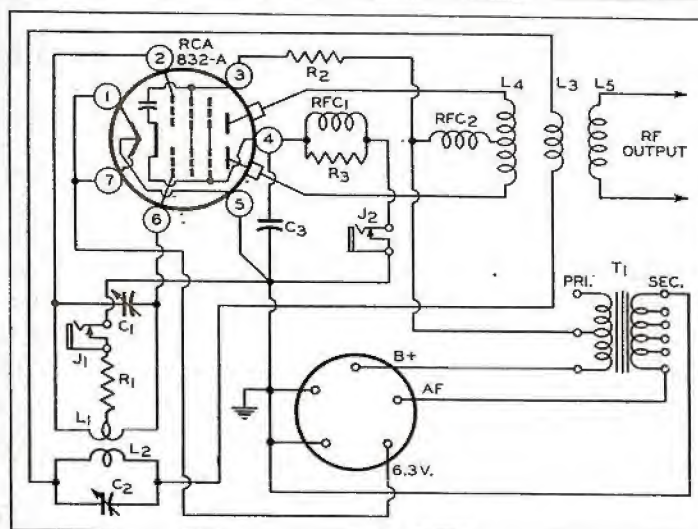 RCA
832-A
2
3
1
4
7
6
5
R2
RFC1
R3
L4
L3
L5
RFC2
RF
OUTPUT
J2
C3
C1
J1
R1
L1
L2
C2
PRI.
T1
SEC.
B+
AF
6.3 V.